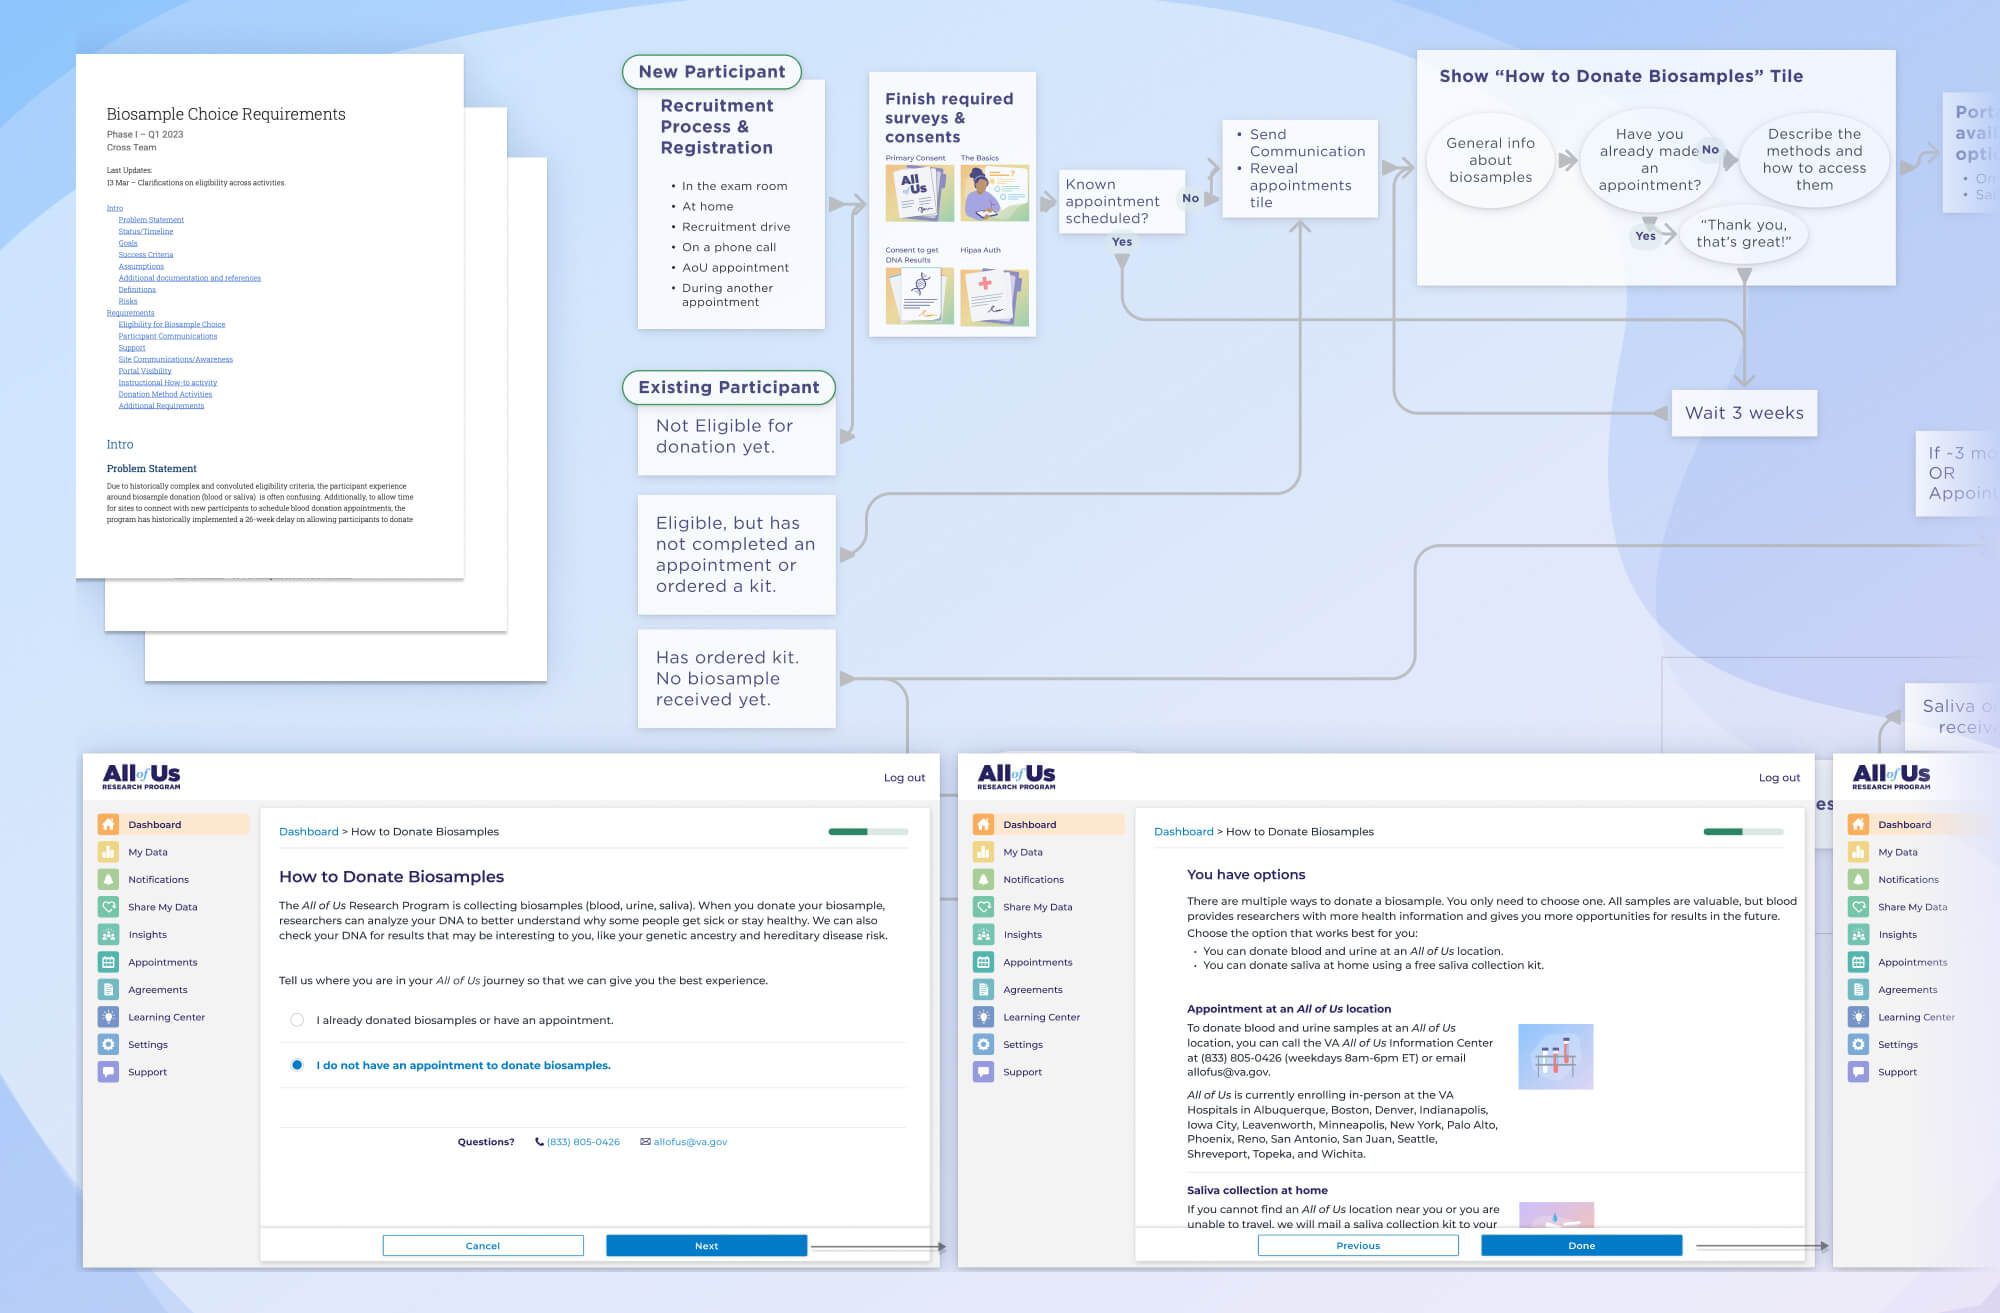 Biosample Choice Requirements
Phase I – Q1 2023
Cross Team
Last Updates:
13 Mar – Clarifications on eligibility across activities.
Intro
Problem Statement
Status/Timeline
Goals
Success Criteria
Assumptions
Additional documentation and references
Definitions
Risks
Requirements
Eligibility for Biosample Choice
Participant Communications
Support
Site Communications/Awareness
Portal Visibility
Instructional How-to activity
Donation Method Activities
Additional Requirements
Intro
Problem Statement
Due to historically complex and convoluted eligibility criteria, the participant experience
around biosample donation (blood or saliva) is often confusing. Additionally, to allow time
for sites to connect with new participants to schedule blood donation appointments, the
program has historically implemented a 26-week delay on allowing participants to donate
New Participant
Recruitment
Process &
Registration
• In the exam room
• At home
• Recruitment drive
• On a phone call
• AoU appointment
• During another
appointment
Finish required
surveys &
consents
Primary Consent
The Basics
All
of
Us
Consent to get
DNA Results
Hipaa Auth
Known
appointment
scheduled?
No
Yes
• Send
Communication
• Reveal
appointments
tile
Show “How to Donate Biosamples” Tile
General info
about
biosamples
Have you
already made
an
appointment?
No
Describe the
methods and
how to access
them
Yes
“Thank you,
that’s great!”
Wait 3 weeks
Existing Participant
Not Eligible for
donation yet.
Eligible, but has
not completed an
appointment or
ordered a kit.
Has ordered kit.
No biosample
received yet.
If ~3 mo
OR
Appoint
Saliva
receiv
es
All of Us
RESEARCH PROGRAM
Log out
Dashboard
My Data
Notifications
Share My Data
Insights
Appointments
Agreements
Learning Center
Settings
Support
Dashboard > How to Donate Biosamples
How to Donate Biosamples
The All of Us Research Program is collecting biosamples (blood, urine, saliva). When you donate your biosample,
researchers can analyze your DNA to better understand why some people get sick or stay healthy. We can also
check your DNA for results that may be interesting to you, like your genetic ancestry and hereditary disease risk.
Tell us where you are in your All of Us journey so that we can give you the best experience.
I already donated biosamples or have an appointment.
I do not have an appointment to donate biosamples.
Questions? (833) 805-0426 allofus@va.gov
Cancel
Next
All of Us
RESEARCH PROGRAM
Log out
Dashboard
My Data
Notifications
Share My Data
Insights
Appointments
Agreements
Learning Center
Settings
Support
Dashboard > How to Donate Biosamples
You have options
There are multiple ways to donate a biosample. You only need to choose one. All samples are valuable, but blood
provides researchers with more health information and gives you more opportunities for results in the future.
Choose the option that works best for you:
• You can donate blood and urine at an All of Us location.
• You can donate saliva at home using a free saliva collection kit.
Appointment at an All of Us location
To donate blood and urine samples at an All of Us
location, you can call the VA All of Us Information Center
at (833) 805-0426 (weekdays 8am-6pm ET) or email
allofus@va.gov.
All of Us is currently enrolling in-person at the VA
Hospitals in Albuquerque, Boston, Denver, Indianapolis,
Iowa City, Leavenworth, Minneapolis, New York, Palo Alto,
Phoenix, Reno, San Antonio, San Juan, Seattle,
Shreveport, Topeka, and Wichita.
Saliva collection at home
If you cannot find an All of Us location near you or you are
unable to travel, we will mail a saliva collection kit to your
Previous
Done
All of Us
RESEARCH PROGRAM
Dashboard
My Data
Notifications
Share My Data
Insights
Appointments
Agreements
Learning Center
Settings
Support